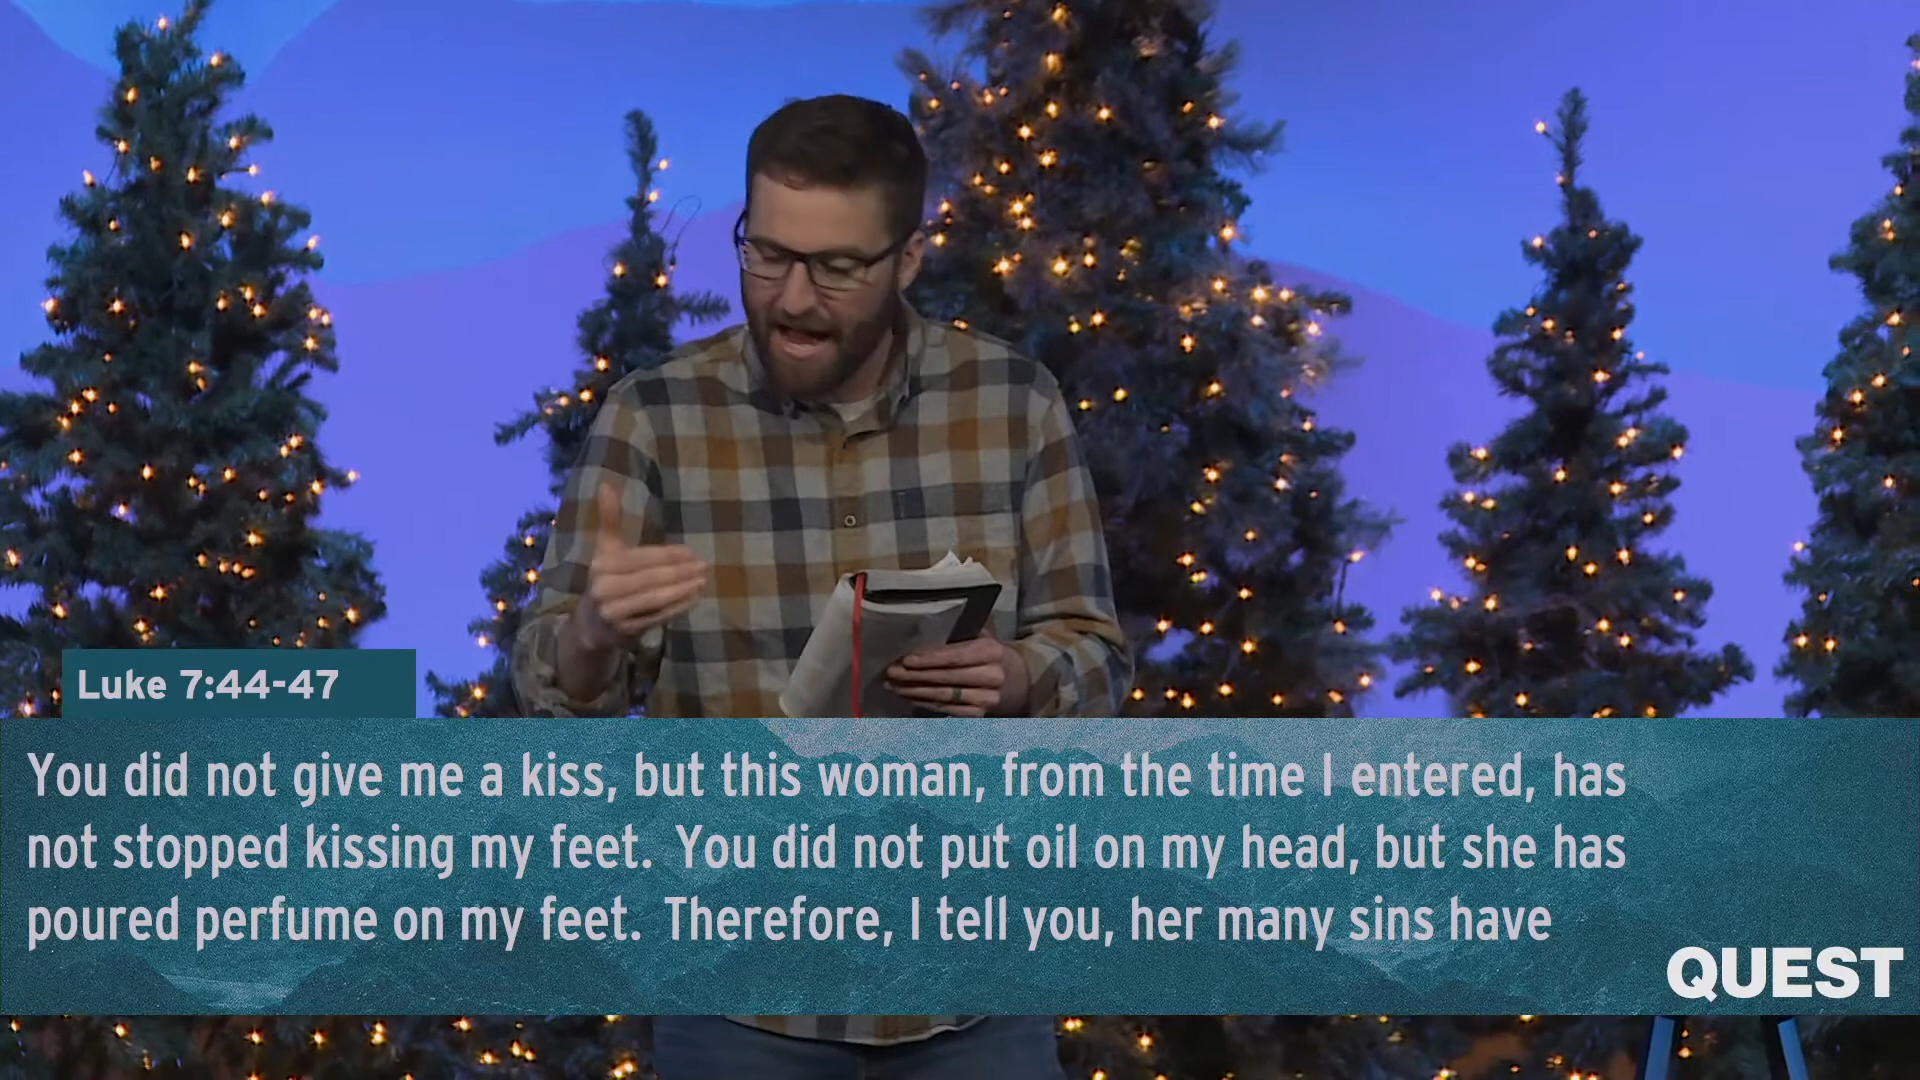 Luke 7:44-47
You did not give me a kiss, but this woman, from the time I entered, has
not stopped kissing my feet. You did not put oil on my head, but she has
poured perfume on my feet. Therefore, I tell you, her many sins have
QUEST